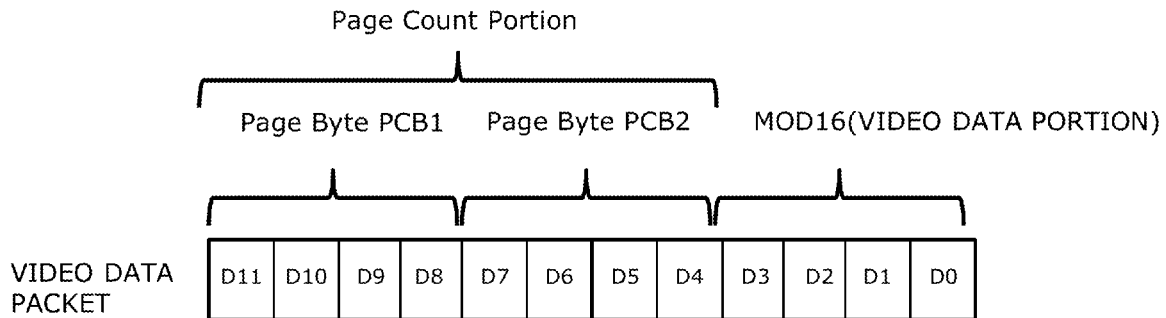 Page Count Portion
Page Byte PCB1 Page Byte PCB2 MOD16(VIDEO DATA PORTION)
VIDEO DATA PACKET D11 D10 D9 D8 D7 D6 D5 D4 D3 D2 D1 D0